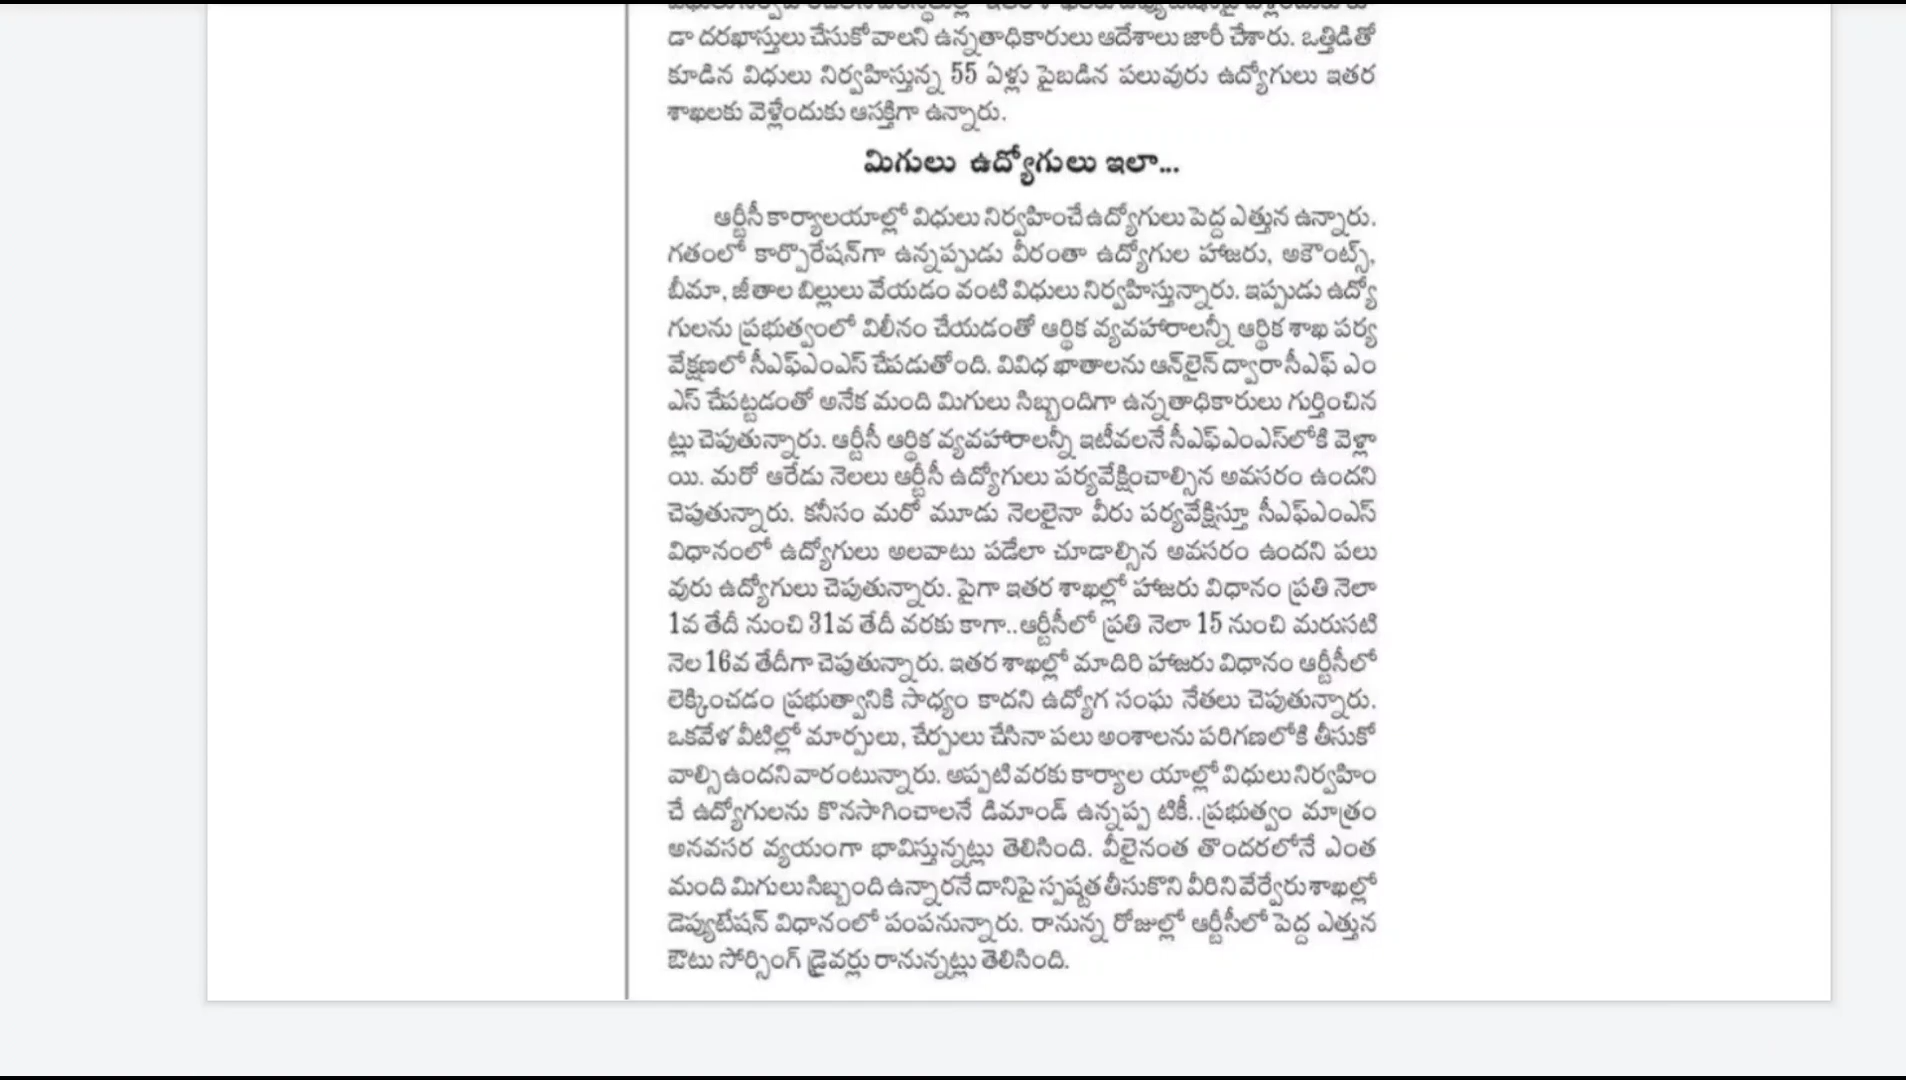 డా దరఖాస్తులు చేసుకోవాలని ఉన్నతాధికారులు ఆదేశాలు జారీ చేశారు. ఒత్తిడితో
కూడిన విధులు నిర్వహిస్తున్న 55 ఏళ్లు పైబడిన పలువురు ఉద్యోగులు ఇతర
శాఖలకు వెళ్లేందుకు ఆసక్తిగా ఉన్నారు.
మిగులు ఉద్యోగులు ఇలా...
ఆర్టీసీ కార్యాలయాల్లో విధులు నిర్వహించే ఉద్యోగులు పెద్ద ఎత్తున ఉన్నారు.
గతంలో కార్పొరేషన్‌గా ఉన్నప్పుడు వీరంతా ఉద్యోగుల హాజరు, అకౌంట్స్,
బీమా, జీతాల బిల్లులు వేయడం వంటి విధులు నిర్వహిస్తున్నారు. ఇప్పుడు ఉద్యో
గులను ప్రభుత్వంలో విలీనం చేయడంతో ఆర్థిక వ్యవహారాలన్నీ ఆర్థిక శాఖ పర్య
వేక్షణలో సీఎఫ్ఎంఎస్ చేపడుతోంది. వివిధ ఖాతాలను ఆన్‌లైన్ ద్వారా సీఎఫ్ ఎం
ఎస్ చేపట్టడంతో అనేక మంది మిగులు సిబ్బందిగా ఉన్నతాధికారులు గుర్తించిన
ట్లు చెపుతున్నారు. ఆర్టీసీ ఆర్థిక వ్యవహారాలన్నీ ఇటీవలనే సీఎఫ్ఎంఎస్‌లోకి వెళ్లా
యి. మరో ఆరేడు నెలలు ఆర్టీసీ ఉద్యోగులు పర్యవేక్షించాల్సిన అవసరం ఉందని
చెపుతున్నారు. కనీసం మరో మూడు నెలలైనా వీరు పర్యవేక్షిస్తూ సీఎఫ్ఎంఎస్
విధానంలో ఉద్యోగులు అలవాటు పడేలా చూడాల్సిన అవసరం ఉందని పలు
వురు ఉద్యోగులు చెపుతున్నారు. పైగా ఇతర శాఖల్లో హాజరు విధానం ప్రతి నెలా
1వ తేదీ నుంచి 31వ తేదీ వరకు కాగా..ఆర్టీసీలో ప్రతి నెలా 15 నుంచి మరుసటి
నెల 16వ తేదీగా చెపుతున్నారు. ఇతర శాఖల్లో మాదిరి హాజరు విధానం ఆర్టీసీలో
లెక్కించడం ప్రభుత్వానికి సాధ్యం కాదని ఉద్యోగ సంఘ నేతలు చెపుతున్నారు.
ఒకవేళ వీటిల్లో మార్పులు, చేర్పులు చేసినా పలు అంశాలను పరిగణలోకి తీసుకో
వాల్సి ఉందని వారంటున్నారు. అప్పటి వరకు కార్యాల యాల్లో విధులు నిర్వహిం
చే ఉద్యోగులను కొనసాగించాలనే డిమాండ్ ఉన్నప్ప టికీ..ప్రభుత్వం మాత్రం
అనవసర వ్యయంగా భావిస్తున్నట్లు తెలిసింది. వీలైనంత తొందరలోనే ఎంత
మంది మిగులు సిబ్బంది ఉన్నారనే దానిపై స్పష్టత తీసుకొని వీరిని వేర్వేరు శాఖల్లో
డెప్యుటేషన్ విధానంలో పంపనున్నారు. రానున్న రోజుల్లో ఆర్టీసీలో పెద్ద ఎత్తున
ఔటు సోర్సింగ్ డ్రైవర్లు రానున్నట్లు తెలిసింది.